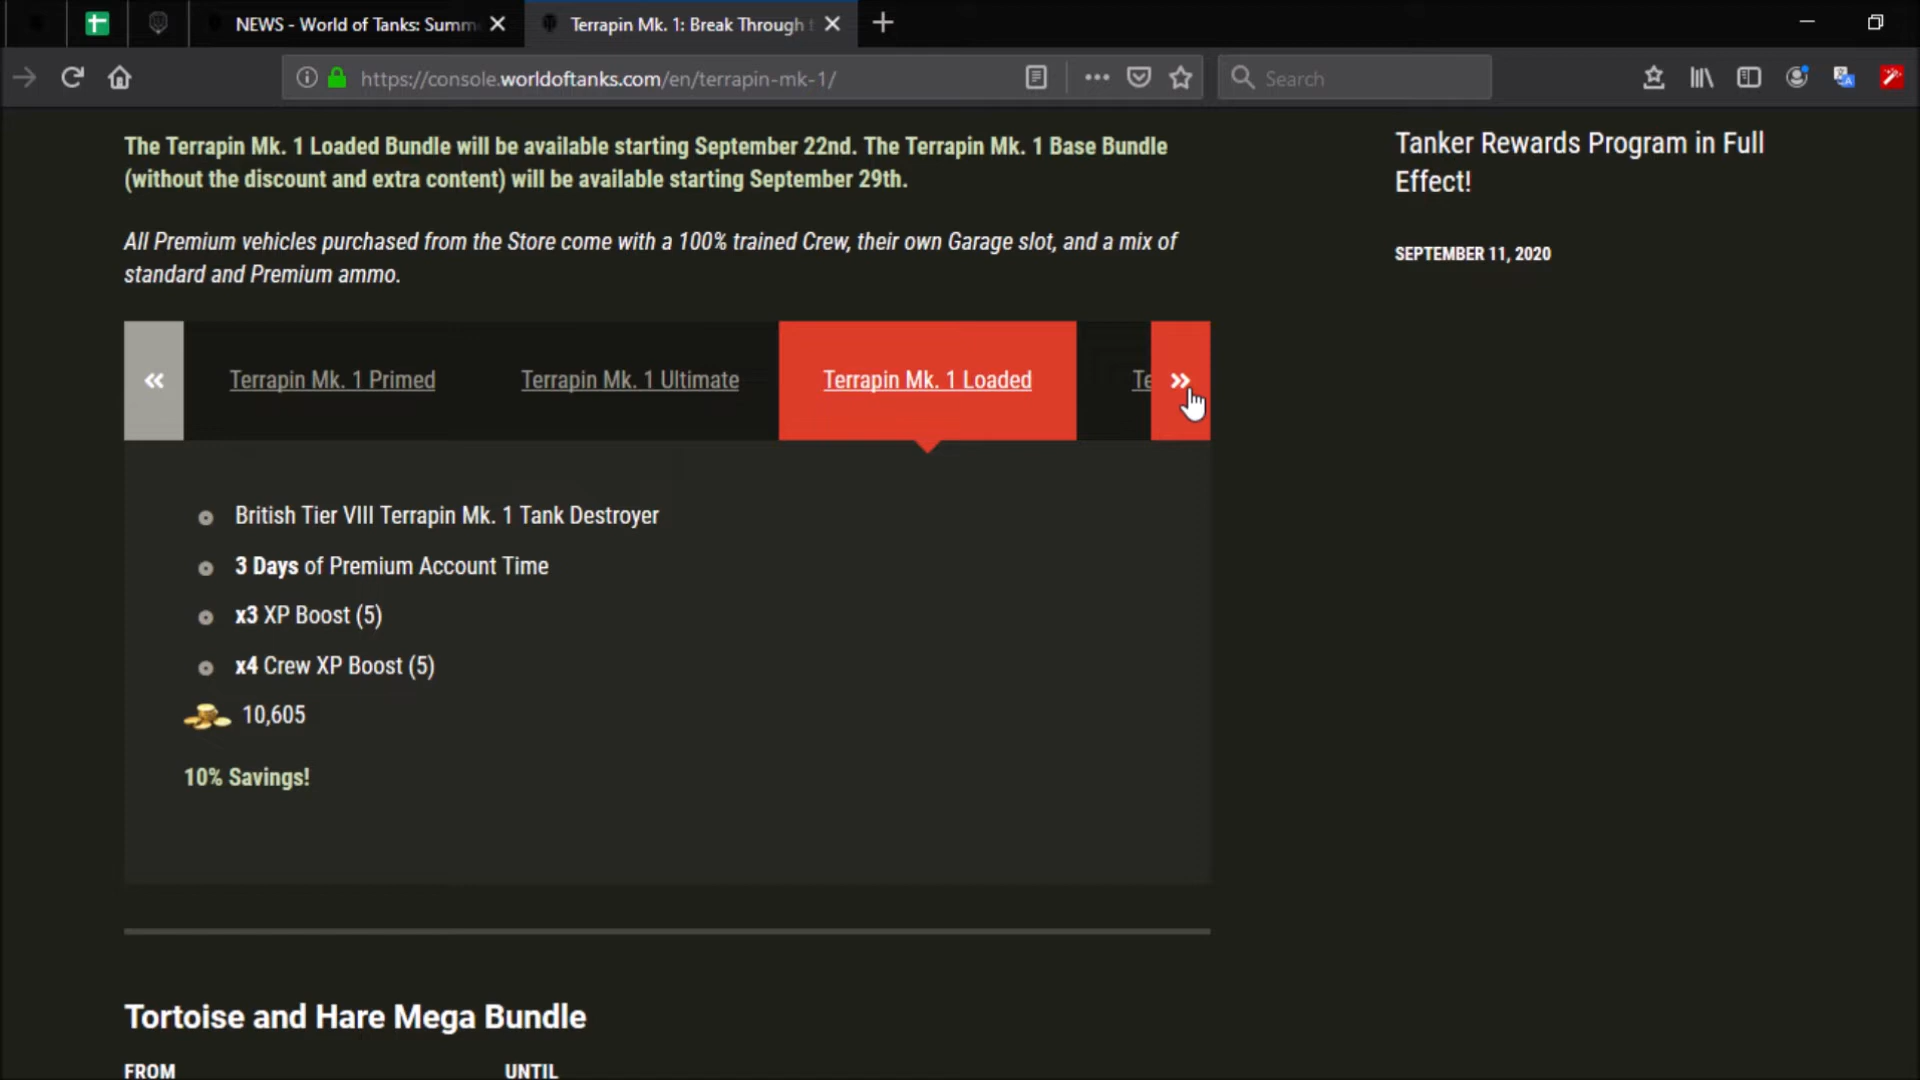 NEWS - World of Tanks: Summ
Terrapin Mk. 1: Break Through
https://console.worldoftanks.com/en/terrapin-mk-1/
Search
The Terrapin Mk. 1 Loaded Bundle will be available starting September 22nd. The Terrapin Mk. 1 Base Bundle
(without the discount and extra content) will be available starting September 29th.
All Premium vehicles purchased from the Store come with a 100% trained Crew, their own Garage slot, and a mix of
standard and Premium ammo.
Tanker Rewards Program in Full
Effect!
SEPTEMBER 11, 2020
« Terrapin Mk. 1 Primed Terrapin Mk. 1 Ultimate Terrapin Mk. 1 Loaded Te »
British Tier VIII Terrapin Mk. 1 Tank Destroyer
3 Days of Premium Account Time
x3 XP Boost (5)
x4 Crew XP Boost (5)
10,605
10% Savings!
Tortoise and Hare Mega Bundle
FROM UNTIL